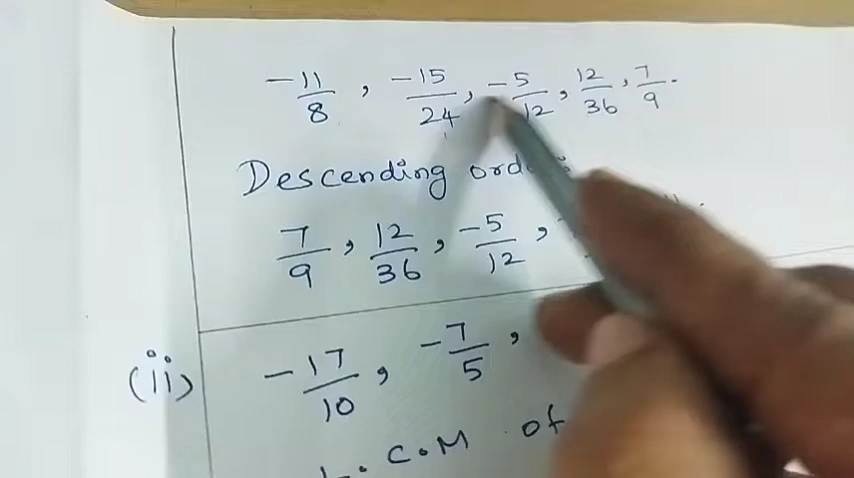 -11/8 , -15/24 , -5/12 , 12/36 , 7/9 .
Descending
7/9 , 12/36 , -5/12 ,
(ii) -17/10 , -7/5 ,
L.C.M of